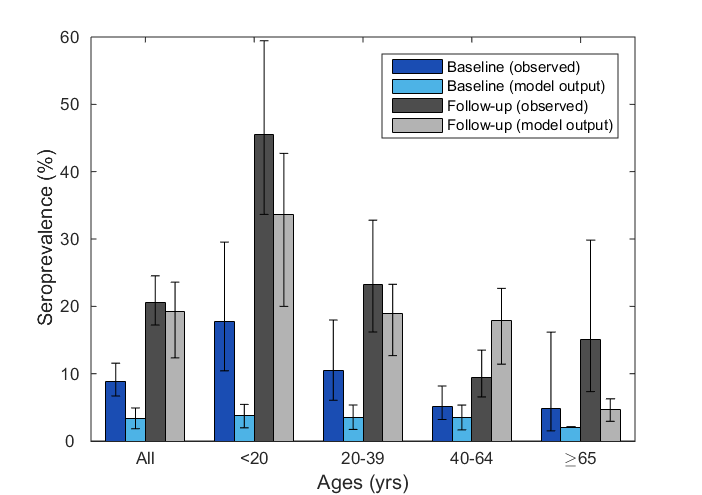 60
50
40
30
20
10
0
Seroprevalence (%)
Baseline (observed)
Baseline (model output)
Follow-up (observed)
Follow-up (model output)
All <20 20-39 40-64 ≥65
Ages (yrs)